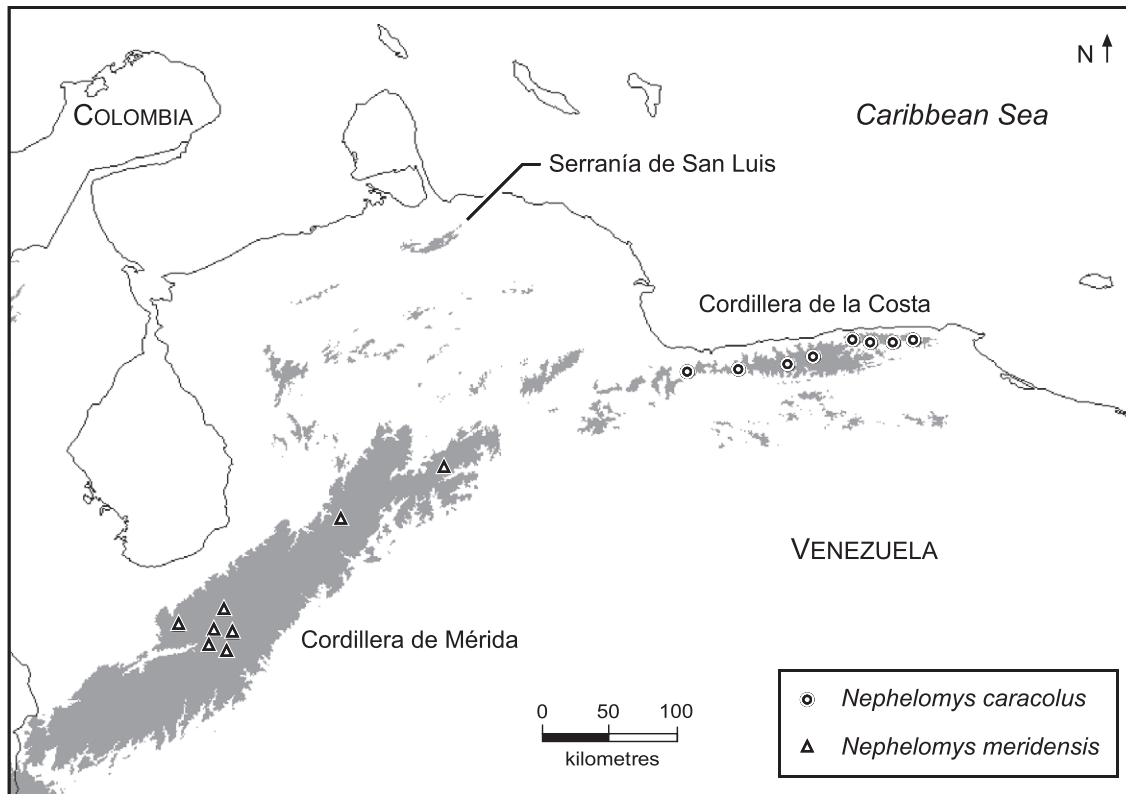 N
COLOMBIA
Caribbean Sea
Serranía de San Luis
Cordillera de la Costa
VENEZUELA
Cordillera de Mérida
0 50 100
kilometres
Nephelomys caracolus
Nephelomys meridensis